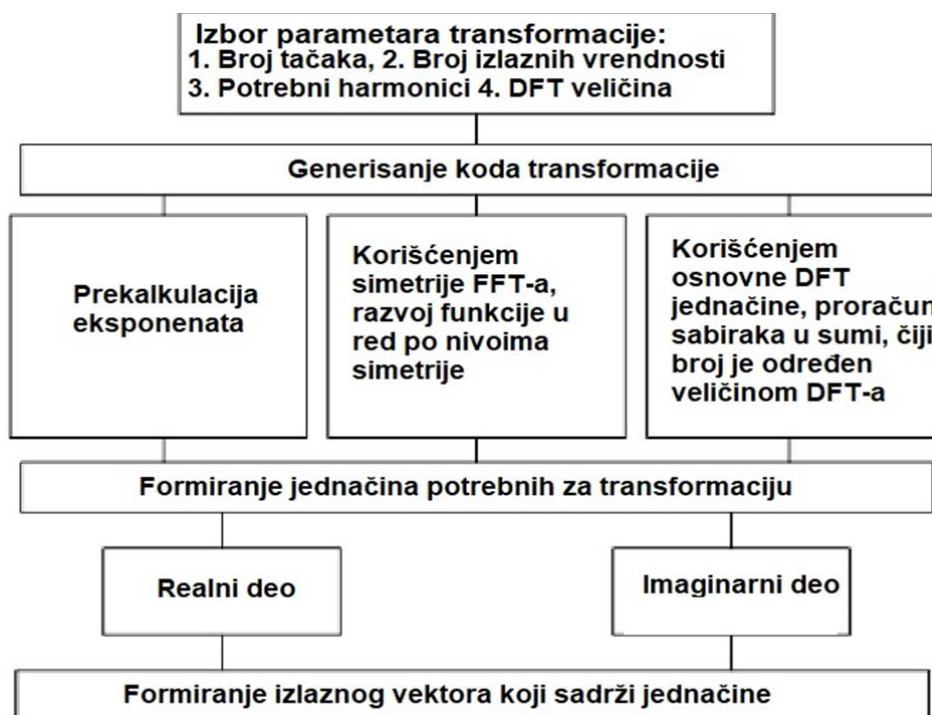 Izbor parametara transformacije:
1. Broj tačaka, 2. Broj izlaznih vrendnosti
3. Potrebni harmonici 4. DFT veličina
Generisanje koda transformacije
Prekalkulacija
eksponenata
Korišćenjem
simetrije FFT-a,
razvoj funkcije u
red po nivoima
simetrije
Korišćenjem
osnovne DFT
jednačine, proračun
sabiraka u sumi, čiji
broj je određen
veličinom DFT-a
Formiranje jednačina potrebnih za transformaciju
Realni deo
Imaginarni deo
Formiranje izlaznog vektora koji sadrži jednačine